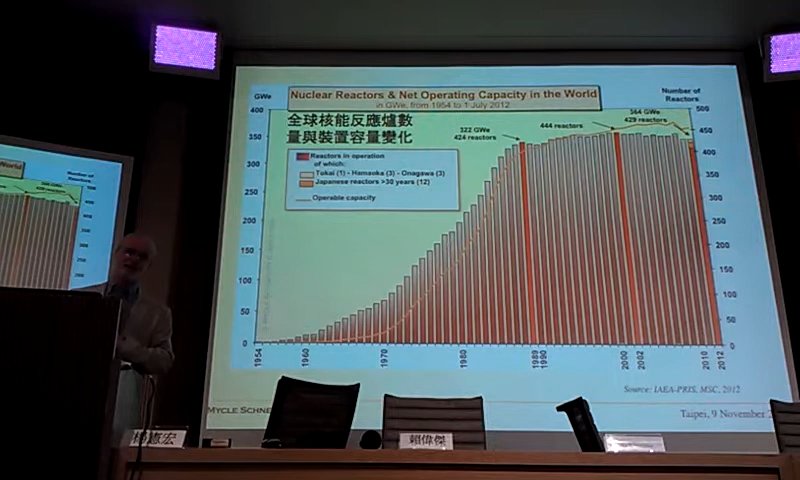 GWe
Nuclear Reactors & Net Operating Capacity in the World
in GWe, from 1954 to 1 July 2012
Number of
Reactors
全球核能反應爐數
量與裝置容量變化
Reactors in operation
of which:
Tokai (1) - Hamaoka (3) - Onagawa (3)
Japanese reactors >30 years (12)
Operable capacity
322 GWe
424 reactors
444 reactors
364 GWe
429 reactors
400
350
300
250
200
150
100
50
0
500
450
400
350
300
250
200
150
100
50
0
1954
1960
1970
1980
1989
1990
2000
2002
2010
2012
Source: IAEA-PRIS, MSC, 2012
MYCLE SCHNE
Taipei, 9 November
楊憲宏
賴偉傑